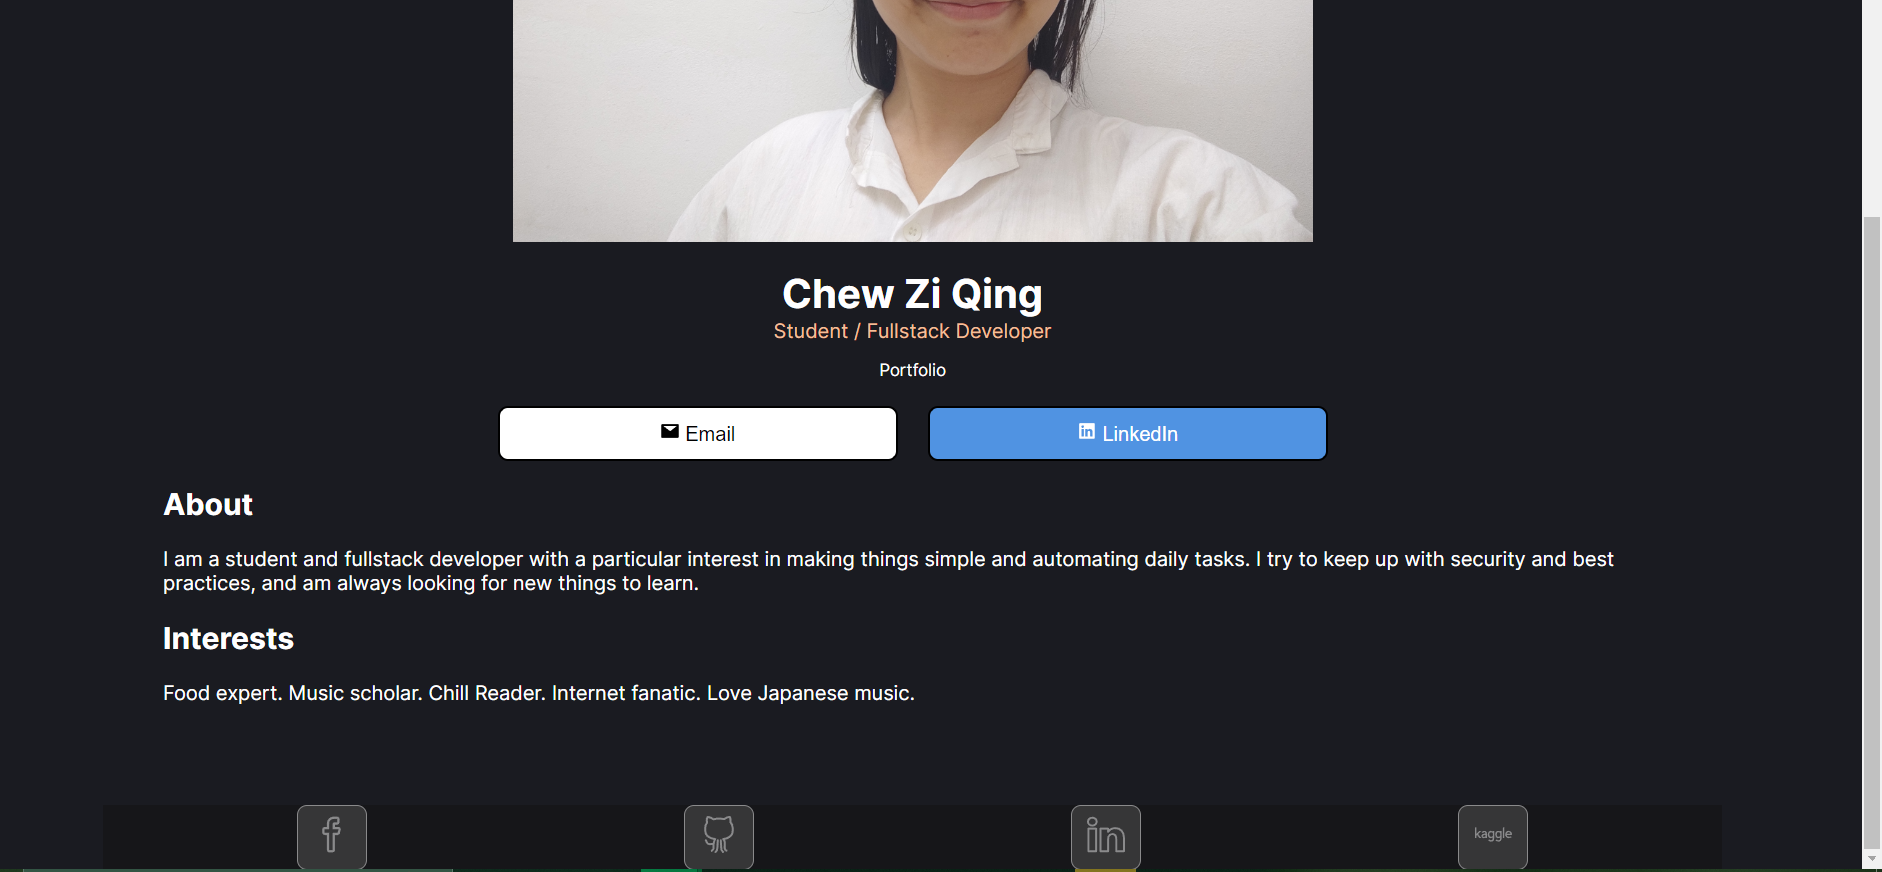 Chew Zi Qing
Student / Fullstack Developer
Portfolio
Email
LinkedIn
About
I am a student and fullstack developer with a particular interest in making things simple and automating daily tasks. I try to keep up with security and best
practices, and am always looking for new things to learn.
Interests
Food expert. Music scholar. Chill Reader. Internet fanatic. Love Japanese music.
kaggle